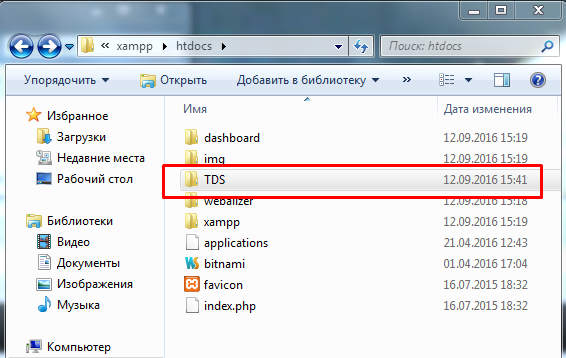 « xampp ▸ htdocs
Поиск: htdocs
Упорядочить Открыть Добавить в библиотеку »
Имя Дата изменения
Избранное
Загрузки
Недавние места
Рабочий стол
Библиотеки
Видео
Документы
Изображения
Музыка
Компьютер
dashboard 12.09.2016 15:19
img 12.09.2016 15:19
TDS 12.09.2016 15:41
webalizer 12.09.2016 15:18
xampp 12.09.2016 15:19
applications 21.04.2016 12:43
bitnami 01.04.2016 17:04
favicon 16.07.2015 18:32
index.php 16.07.2015 18:32